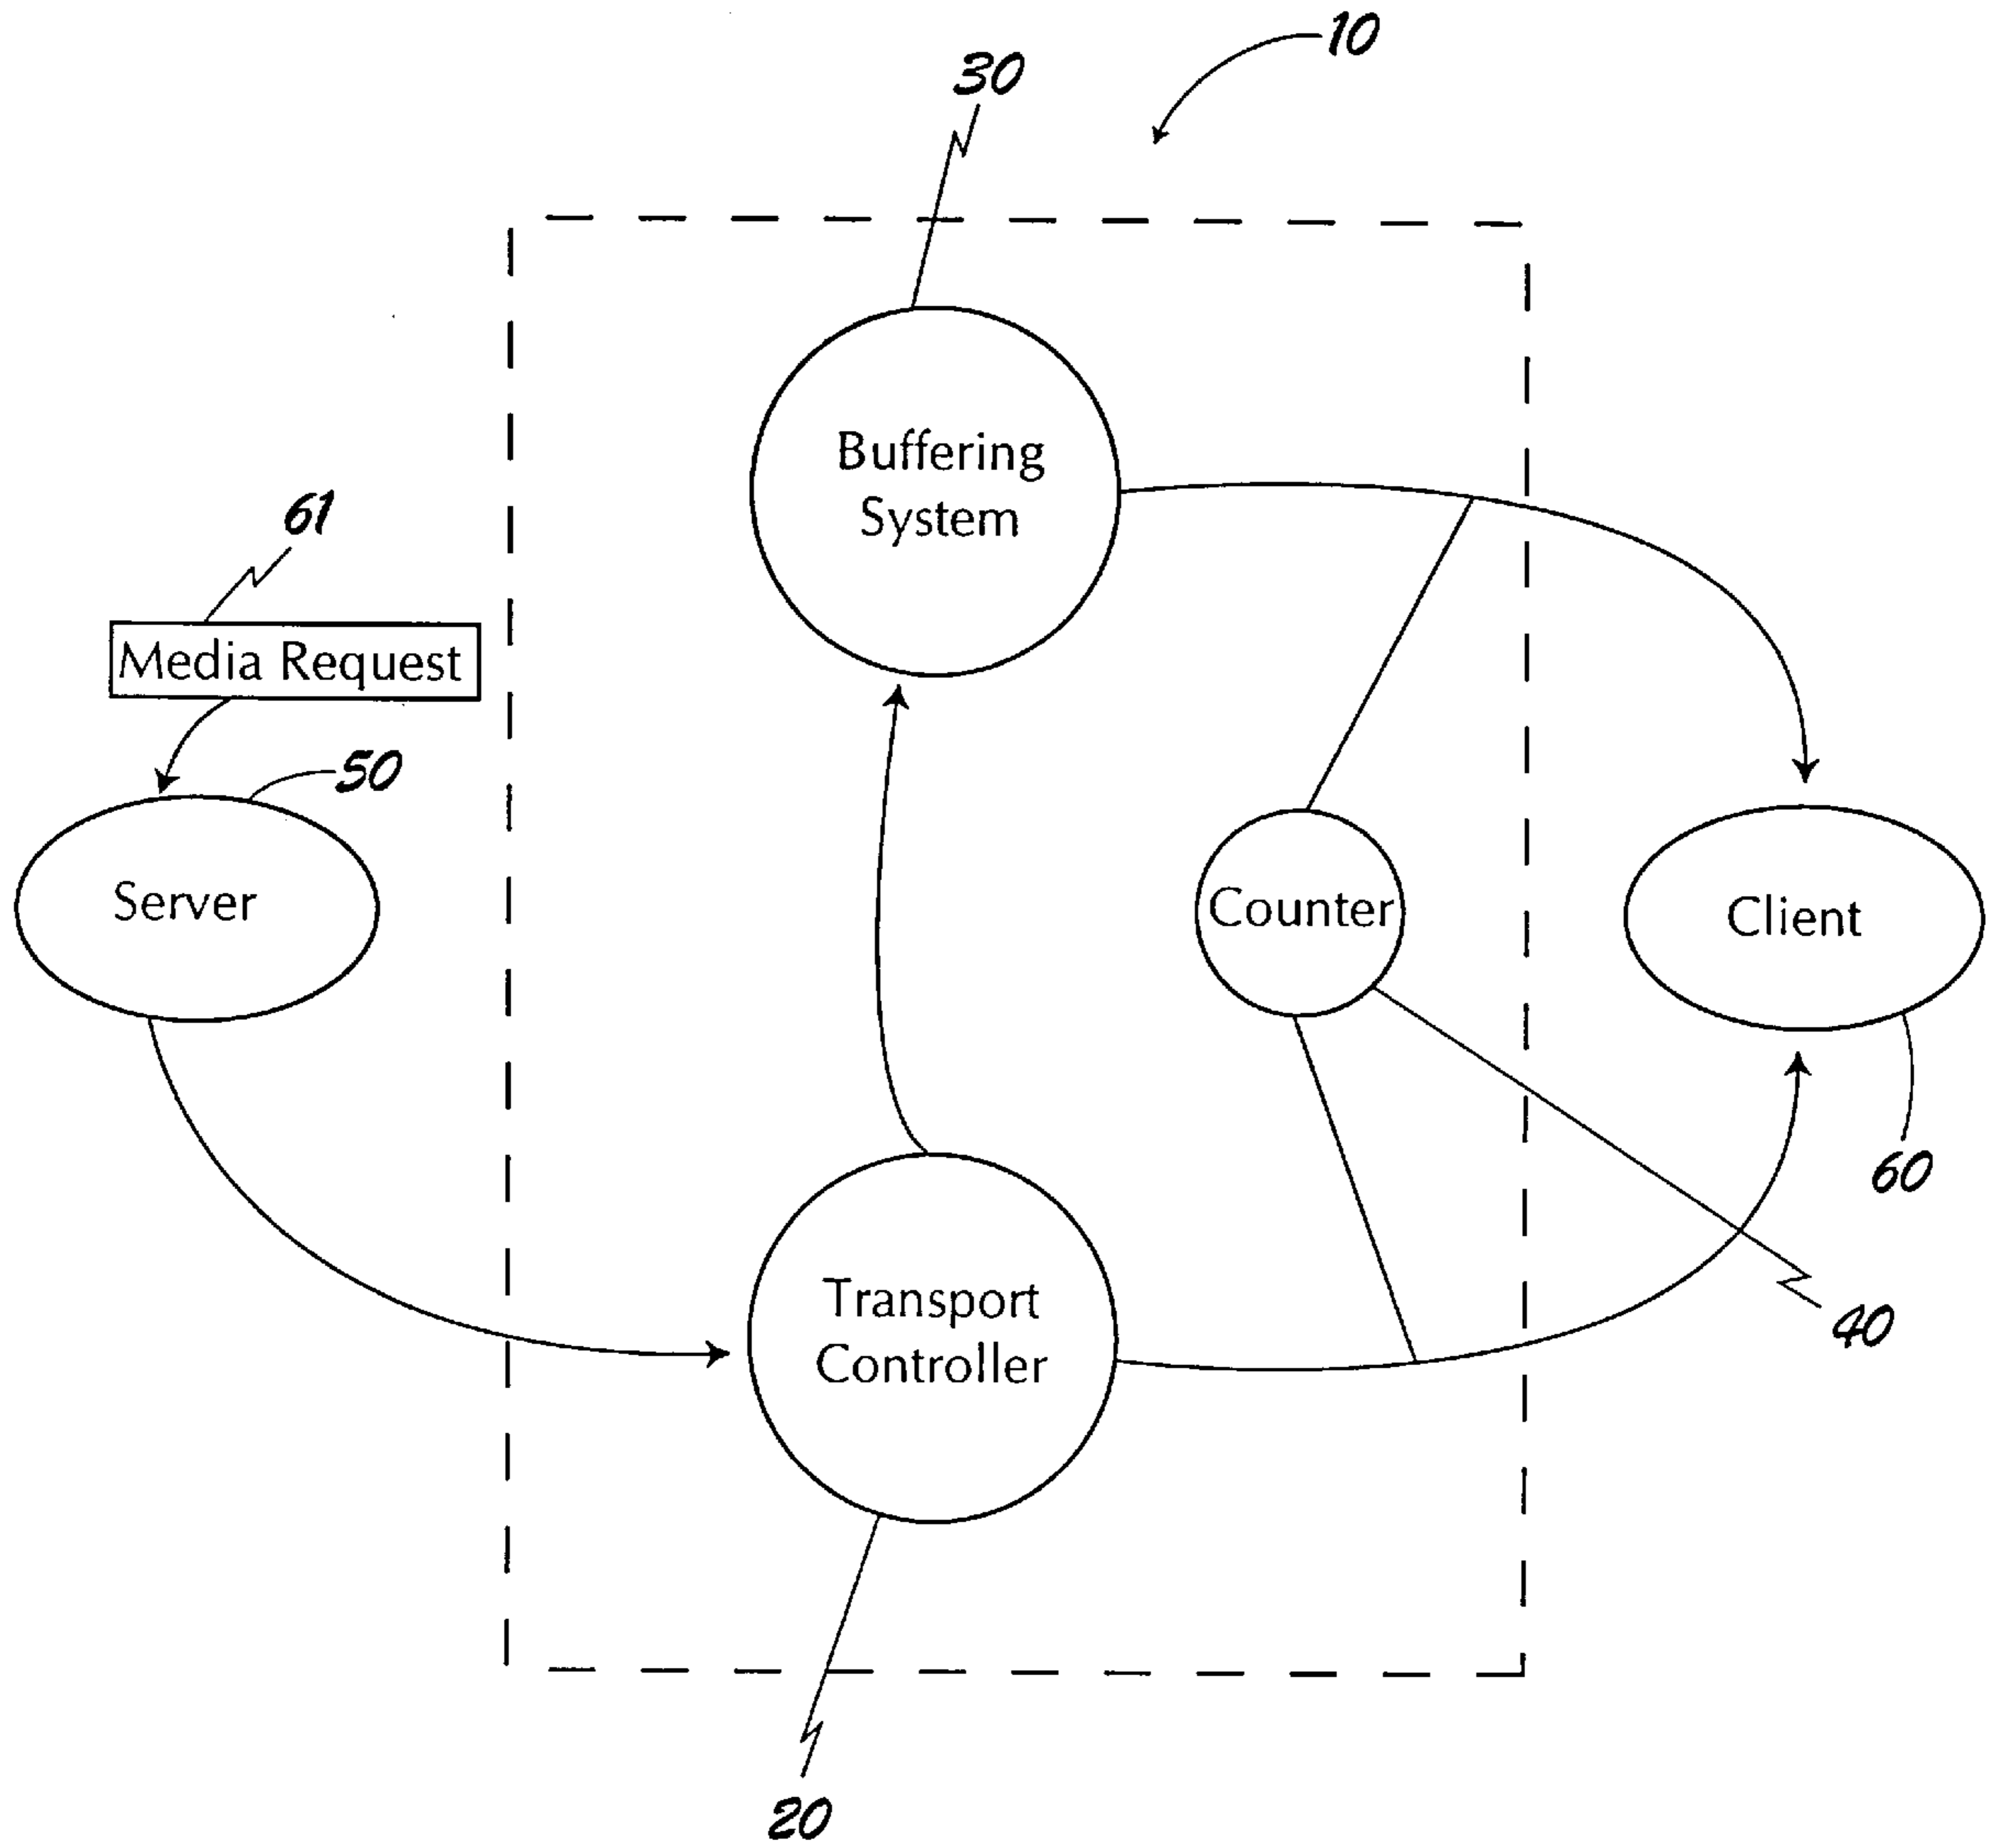 10
30
Buffering
System
61
Media Request
50
Server
Counter
Client
60
Transport
Controller
40
20